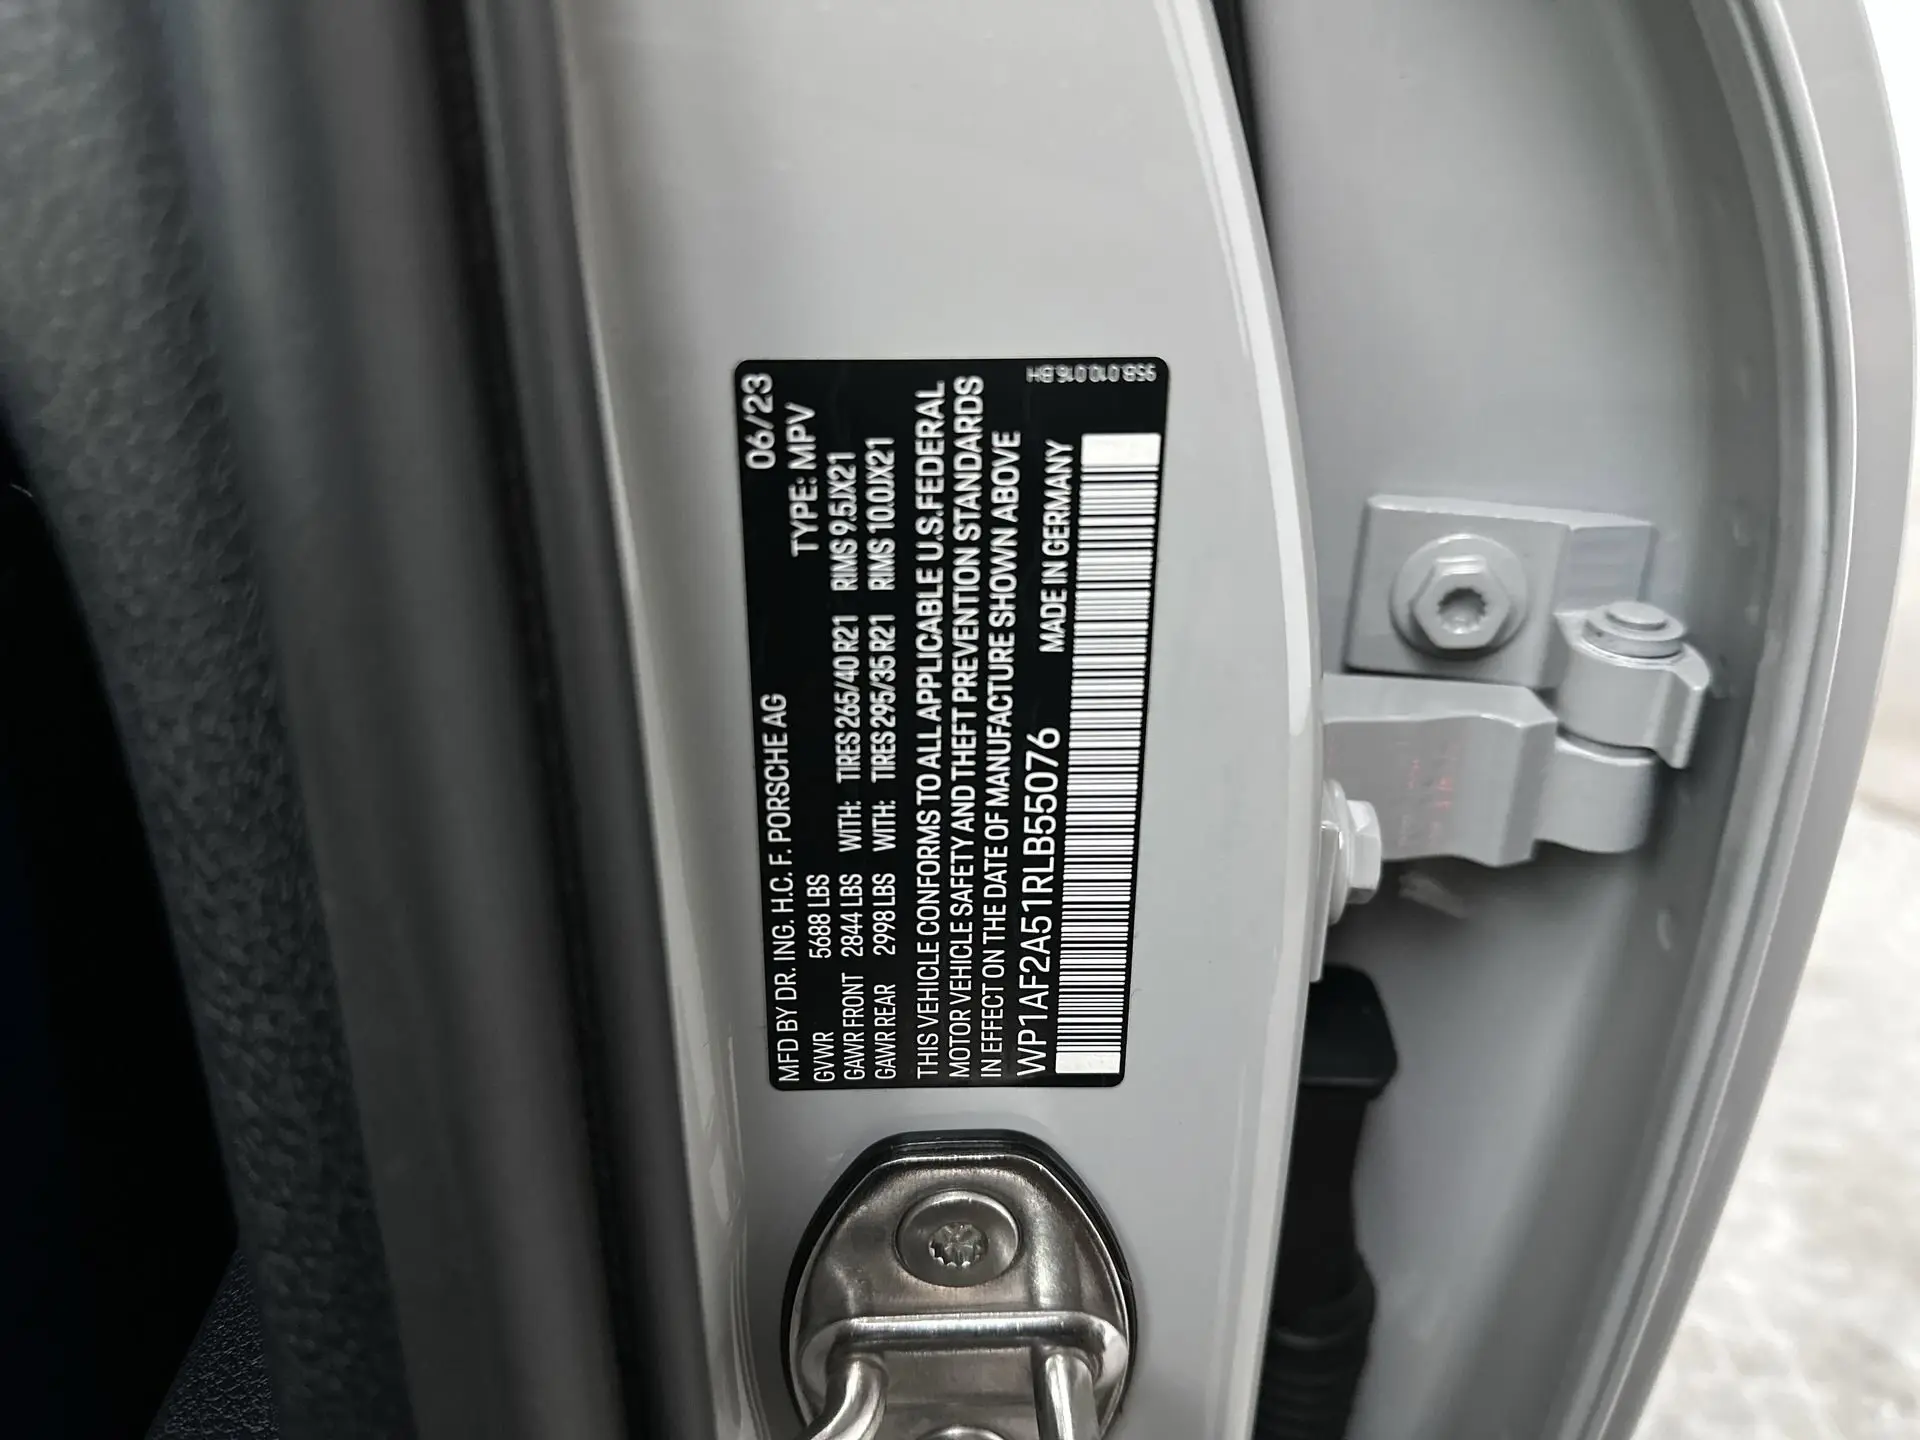 06/23
MFD BY DR. ING. H.C. F. PORSCHE AG TYPE: MPV
GVWR 5688 LBS
GAWR FRONT 2844 LBS WITH: TIRES 265/40 R21 RIMS 9.5JX21
GAWR REAR 2998 LBS WITH: TIRES 295/35 R21 RIMS 10.0JX21
THIS VEHICLE CONFORMS TO ALL APPLICABLE U.S.FEDERAL
MOTOR VEHICLE SAFETY AND THEFT PREVENTION STANDARDS
IN EFFECT ON THE DATE OF MANUFACTURE SHOWN ABOVE
WP1AF2A51RLB55076 MADE IN GERMANY
95B.010.016.BH